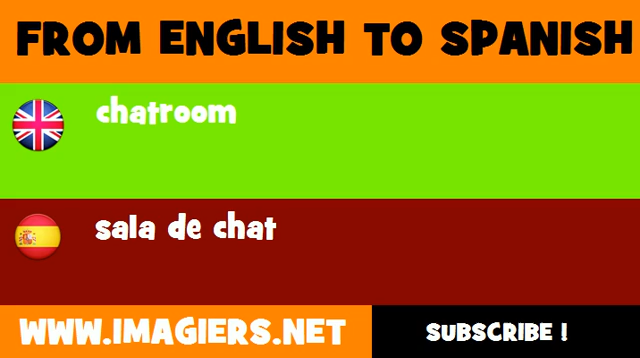 FROM ENGLISH TO SPANISH
chatroom
sala de chat
WWW.IMAGIERS.NET
SUBSCRIBE !